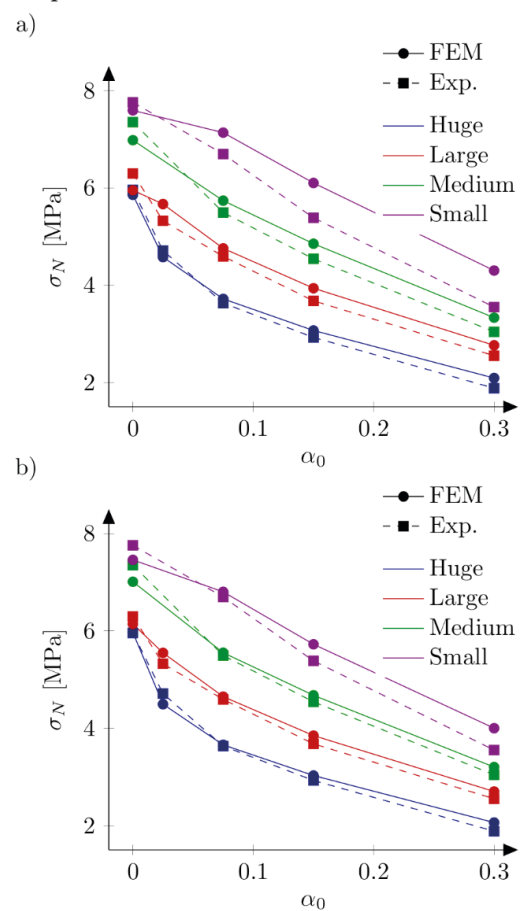 a)
FEM
Exp.
Huge
Large
Medium
Small
8
6
4
2
σ_N [MPa]
0
0.1
0.2
0.3
α₀
b)
FEM
Exp.
Huge
Large
Medium
Small
8
6
4
2
σ_N [MPa]
0
0.1
0.2
0.3
α₀